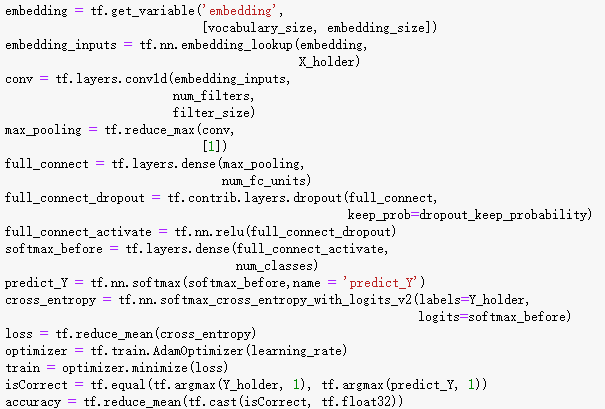 embedding = tf.get_variable('embedding',
                            [vocabulary_size, embedding_size])
embedding_inputs = tf.nn.embedding_lookup(embedding,
                                          X_holder)
conv = tf.layers.conv1d(embedding_inputs,
                        num_filters,
                        filter_size)
max_pooling = tf.reduce_max(conv,
                            [1])
full_connect = tf.layers.dense(max_pooling,
                               num_fc_units)
full_connect_dropout = tf.contrib.layers.dropout(full_connect,
                                                 keep_prob=dropout_keep_probability)
full_connect_activate = tf.nn.relu(full_connect_dropout)
softmax_before = tf.layers.dense(full_connect_activate,
                                 num_classes)
predict_Y = tf.nn.softmax(softmax_before,name = 'predict_Y')
cross_entropy = tf.nn.softmax_cross_entropy_with_logits_v2(labels=Y_holder,
                                                           logits=softmax_before)
loss = tf.reduce_mean(cross_entropy)
optimizer = tf.train.AdamOptimizer(learning_rate)
train = optimizer.minimize(loss)
isCorrect = tf.equal(tf.argmax(Y_holder, 1), tf.argmax(predict_Y, 1))
accuracy = tf.reduce_mean(tf.cast(isCorrect, tf.float32))